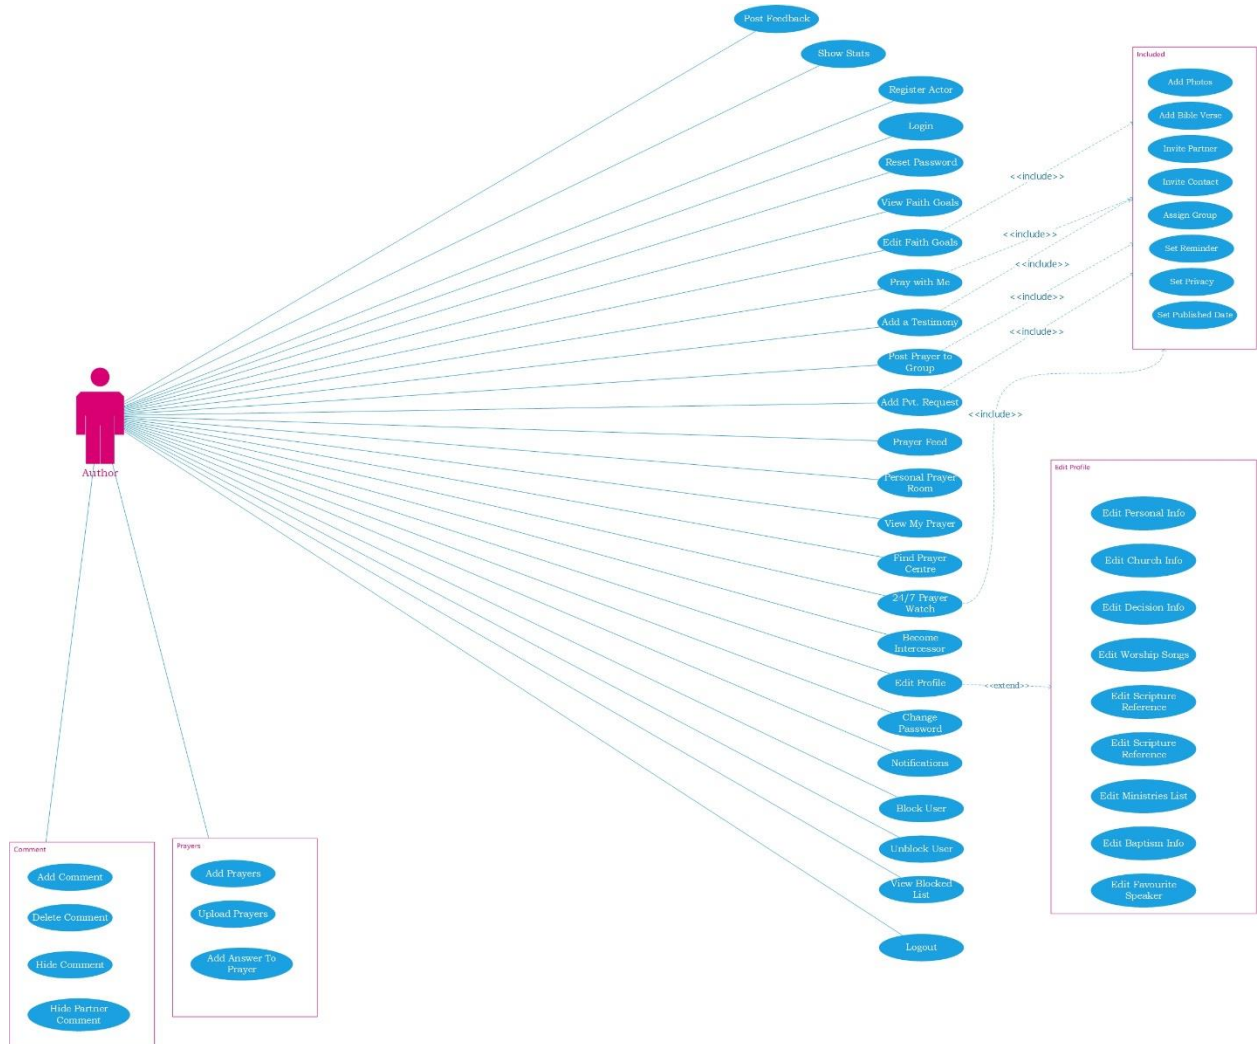 Post Feedback
Show Stats
Register Actor
Login
Reset Password
View Faith Goals
Edit Faith Goals
Pray with Me
Add a Testimony
Post Prayer to
Group
Add Pvt. Request
Prayer Feed
Personal Prayer
Room
View My Prayer
Find Prayer
Centre
24/7 Prayer
Watch
Become
Intercessor
Edit Profile
Change
Password
Notifications
Block User
Unblock User
View Blocked
List
Logout
<<include>>
<<include>>
<<include>>
<<include>>
<<include>>
<<include>>
<<extend>>
Included
Add Photos
Add Bible Verse
Invite Partner
Invite Contact
Assign Group
Set Reminder
Set Privacy
Set Published Date
Edit Profile
Edit Personal Info
Edit Church Info
Edit Decision Info
Edit Worship Songs
Edit Scripture
Reference
Edit Scripture
Reference
Edit Ministries List
Edit Baptism Info
Edit Favourite
Speaker
Author
Comment
Add Comment
Delete Comment
Hide Comment
Hide Partner
Comment
Prayers
Add Prayers
Upload Prayers
Add Answer To
Prayer